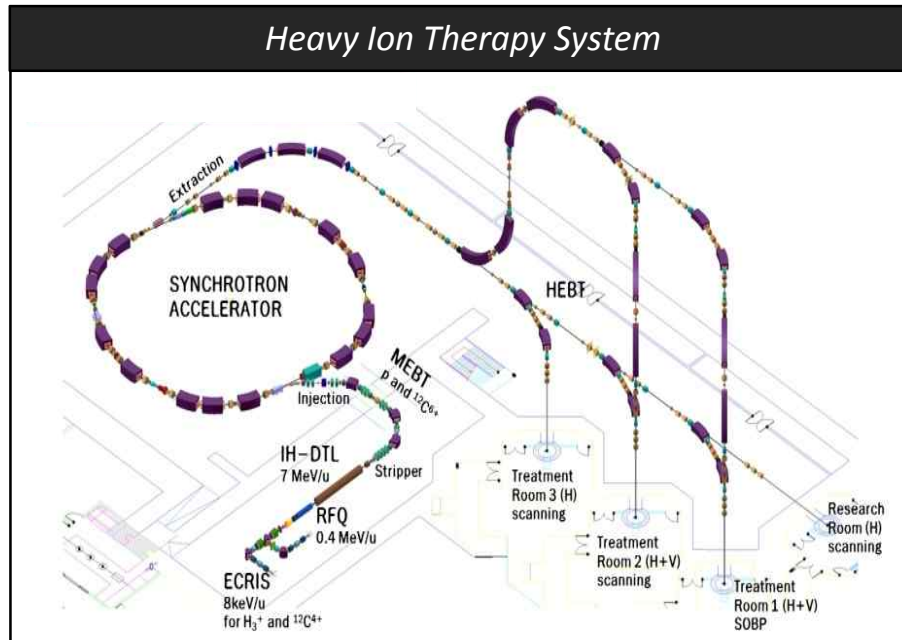 Heavy Ion Therapy System
Extraction
SYNCHROTRON
ACCELERATOR
HEBT
MEBT
p and ¹²C⁶⁺
Injection
IH-DTL
7 MeV/u
Stripper
RFQ
0.4 MeV/u
ECRIS
8keV/u
for H₃⁺ and ¹²C⁴⁺
Treatment
Room 3 (H)
scanning
Treatment
Room 2 (H+V)
scanning
Treatment
Room 1 (H+V)
SOBP
Research
Room (H)
scanning